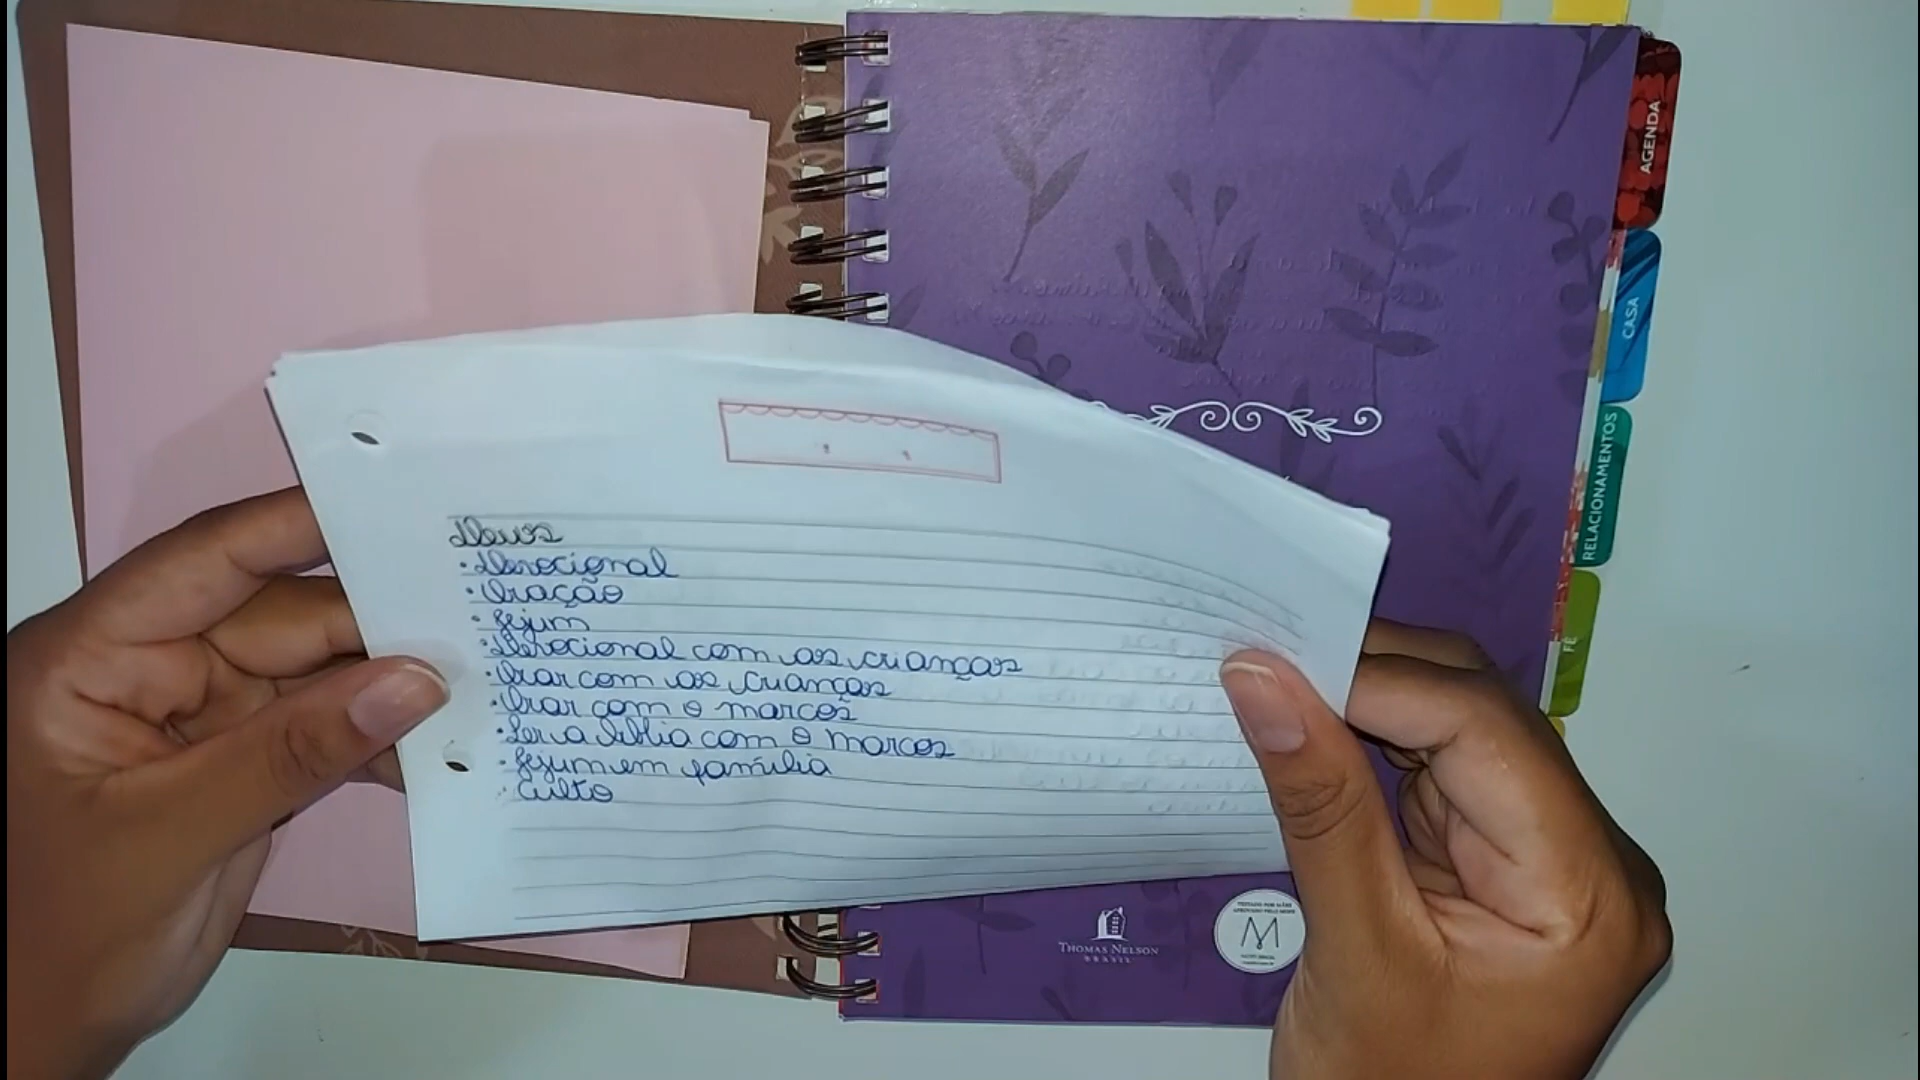 Deus
• Devocional
• Oração
• Jejum
• Devocional com as crianças
• Orar com as crianças
• Orar com o marcos
• Ler a bíblia com o marcos
• Jejum em família
• Culto
AGENDA
CASA
RELACIONAMENTOS
FÉ
THOMAS NELSON
BRASIL
M